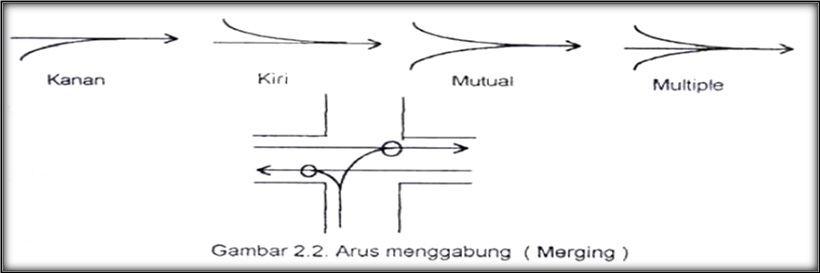 Kanan Kiri Mutual Multiple
Gambar 2.2. Arus menggabung ( Merging )